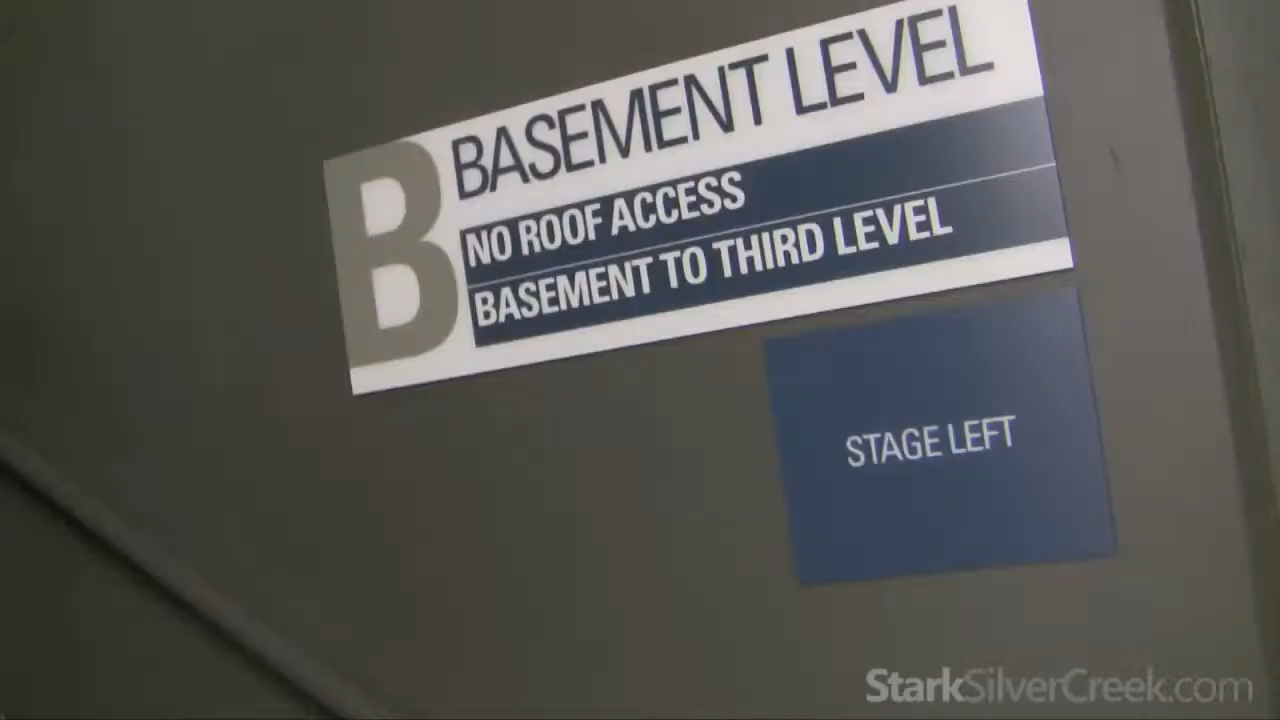 B
BASEMENT LEVEL
NO ROOF ACCESS
BASEMENT TO THIRD LEVEL
STAGE LEFT
StarkSilverCreek.com